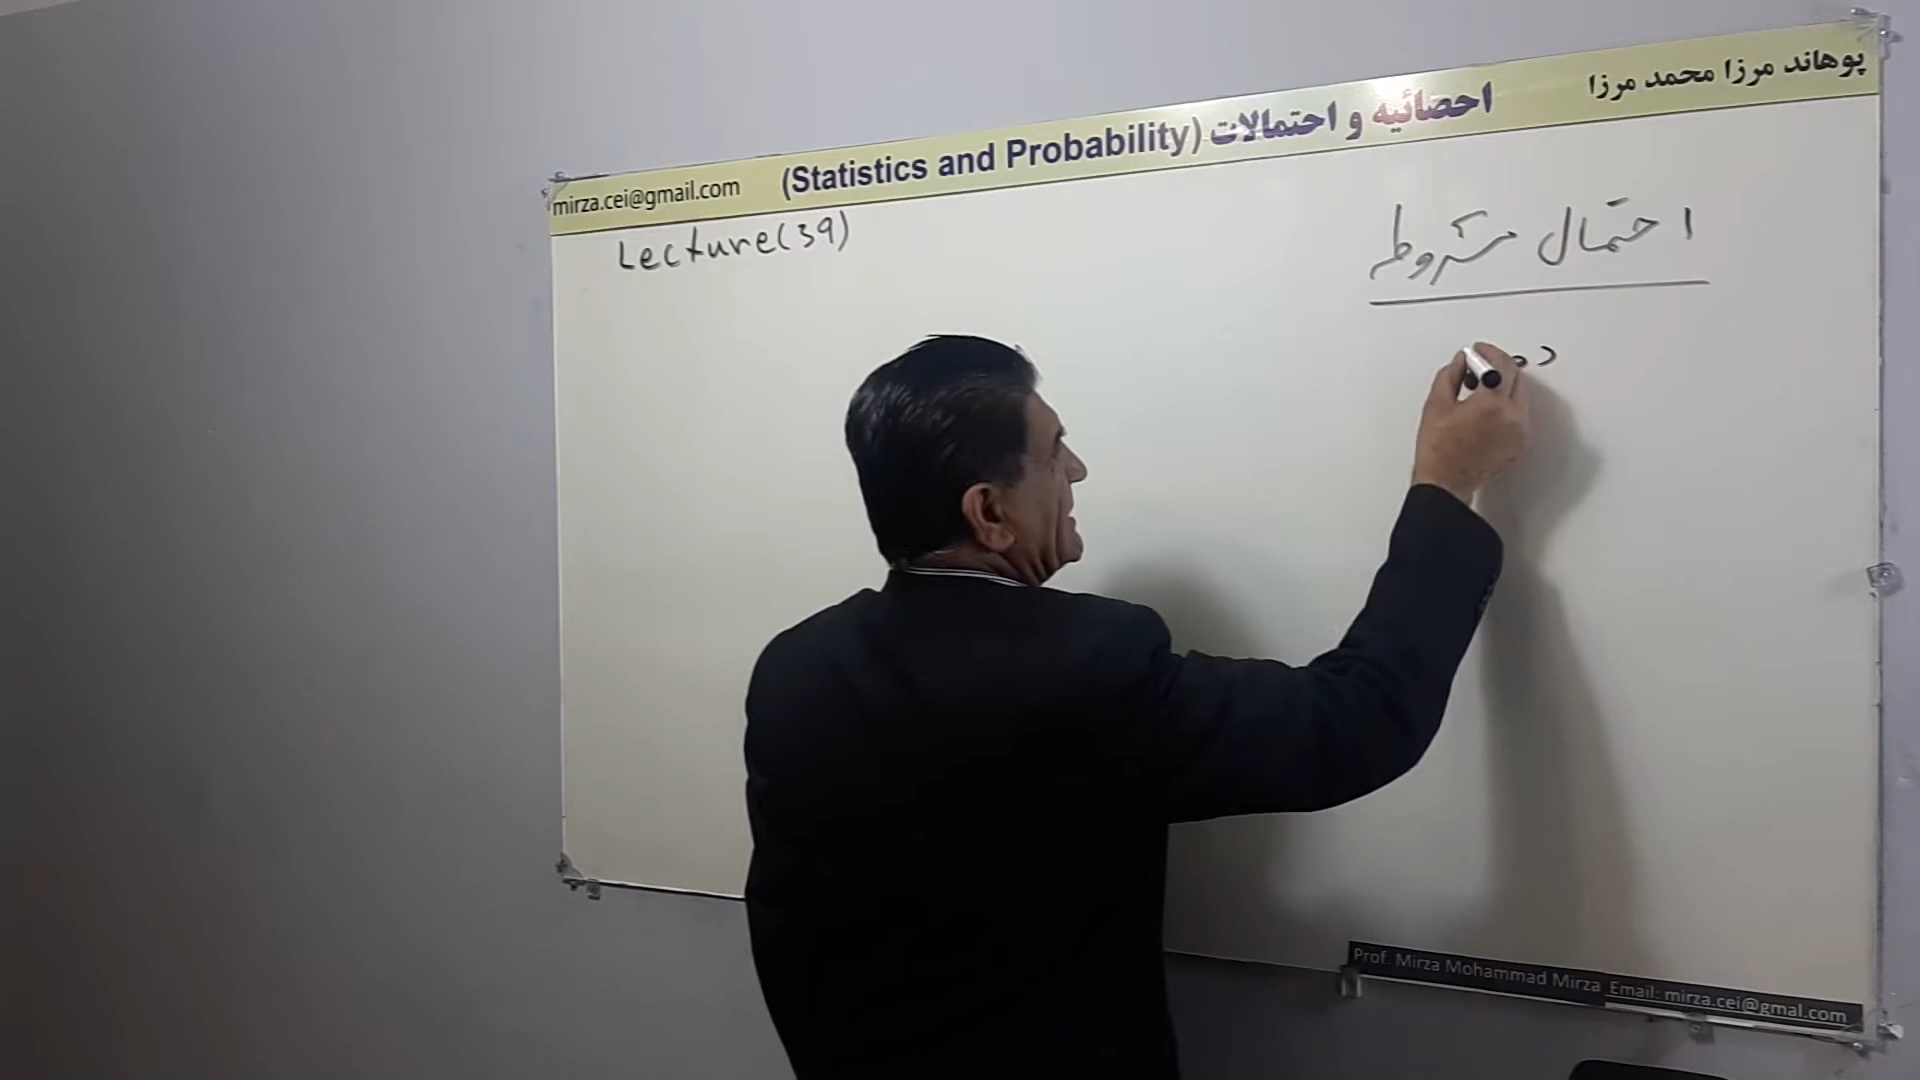 پوهاند مرزا محمد مرزا
احصائیه و احتمالات (Statistics and Probability)
mirza.cei@gmail.com
Lecture(39)
احتمال مشروط
Prof. Mirza Mohammad Mirza Email: mirza.cei@gmal.com